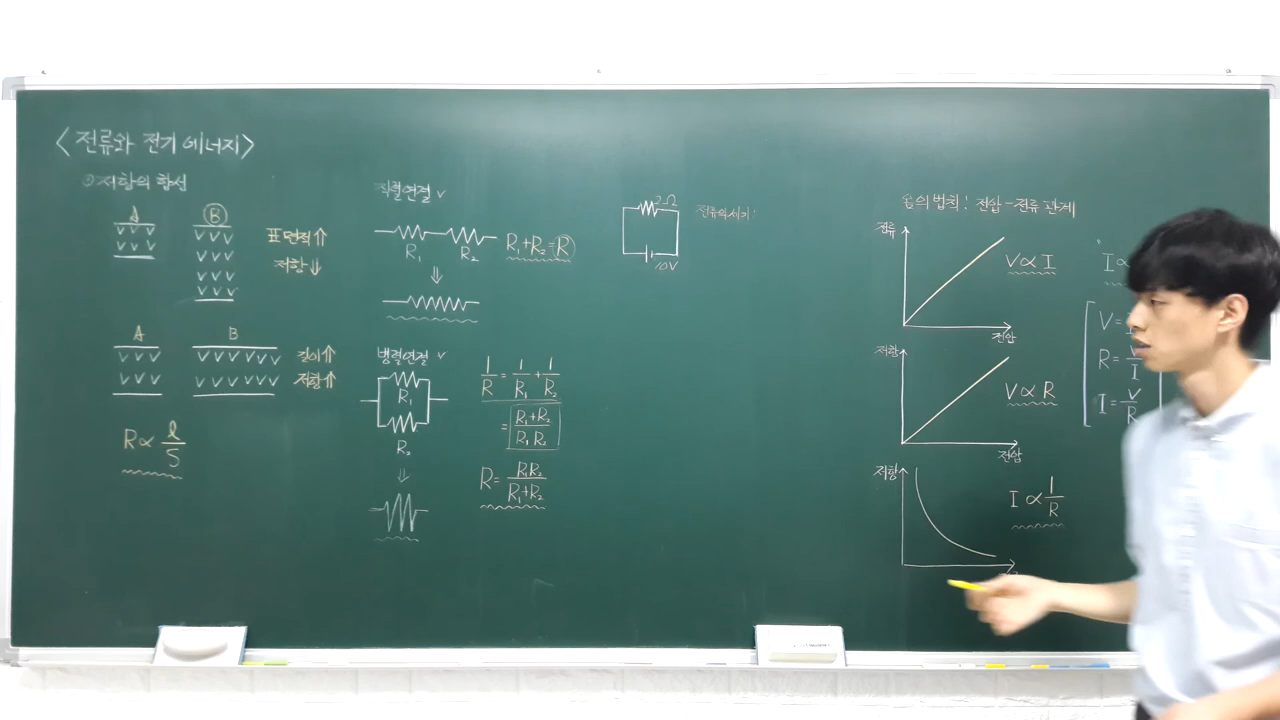 <전류와 전기 에너지>
저항의 합성
A
B
표면적↑
저항↓
A
B
길이↑
저항↑
R ∝ l/S
직렬연결 ✓
R₁
R₂
R₁+R₂=R
병렬연결 ✓
R₁
R₂
1/R = 1/R₁ + 1/R₂
= R₁+R₂/R₁R₂
R = R₁R₂/R₁+R₂
2Ω
10V
전류의 세기:
옴의 법칙: 전압-전류 관계
전류
V∝I
전압
저항
V∝R
전압
저항
I∝1/R
I∝
V=
R=V/I
I=V/R